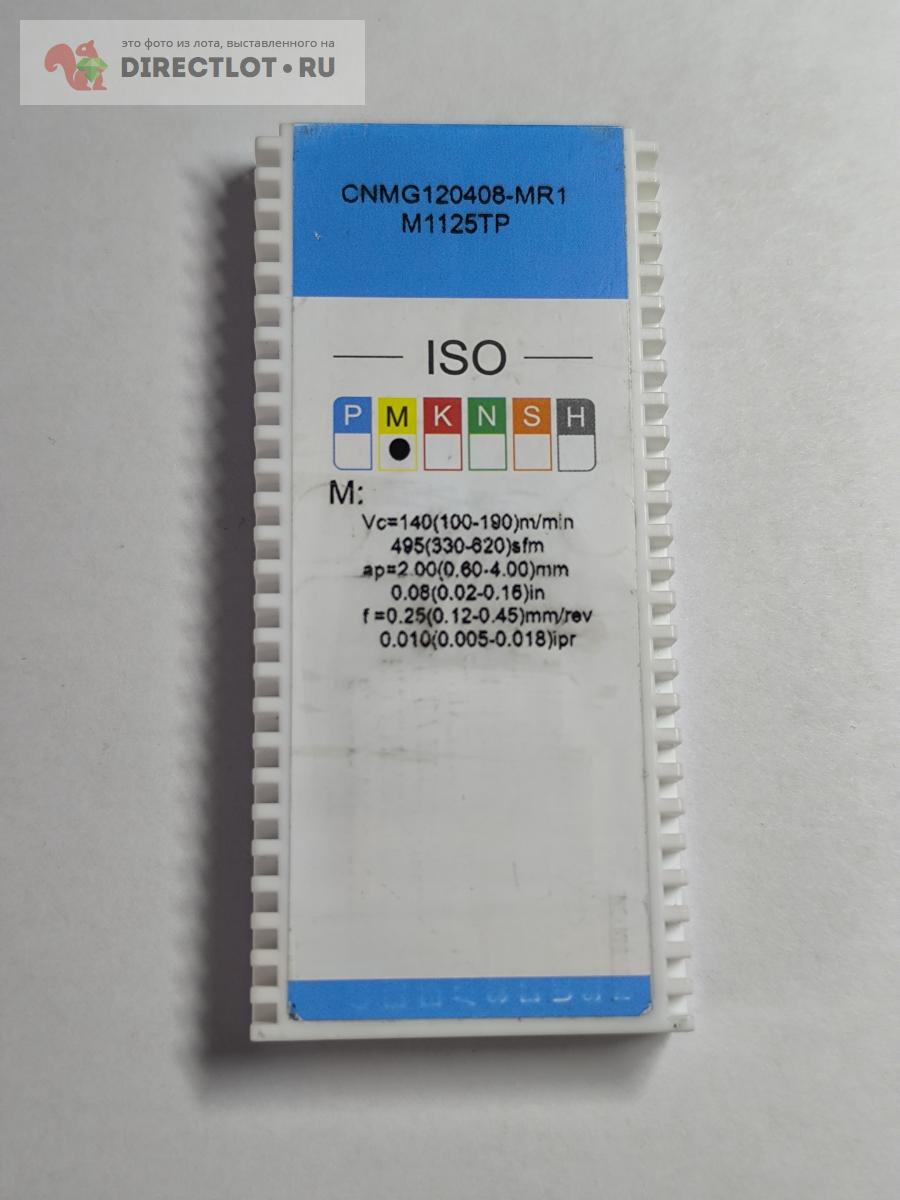 это фото из лота, выставленного на
DIRECTLOT•RU
CNMG120408-MR1
M1125TP
ISO
P M K N S H
M:
Vc=140(100-190)m/min
495(330-620)sfm
ap=2.00(0.60-4.00)mm
0.08(0.02-0.16)in
f =0.25(0.12-0.45)mm/rev
0.010(0.005-0.018)ipr